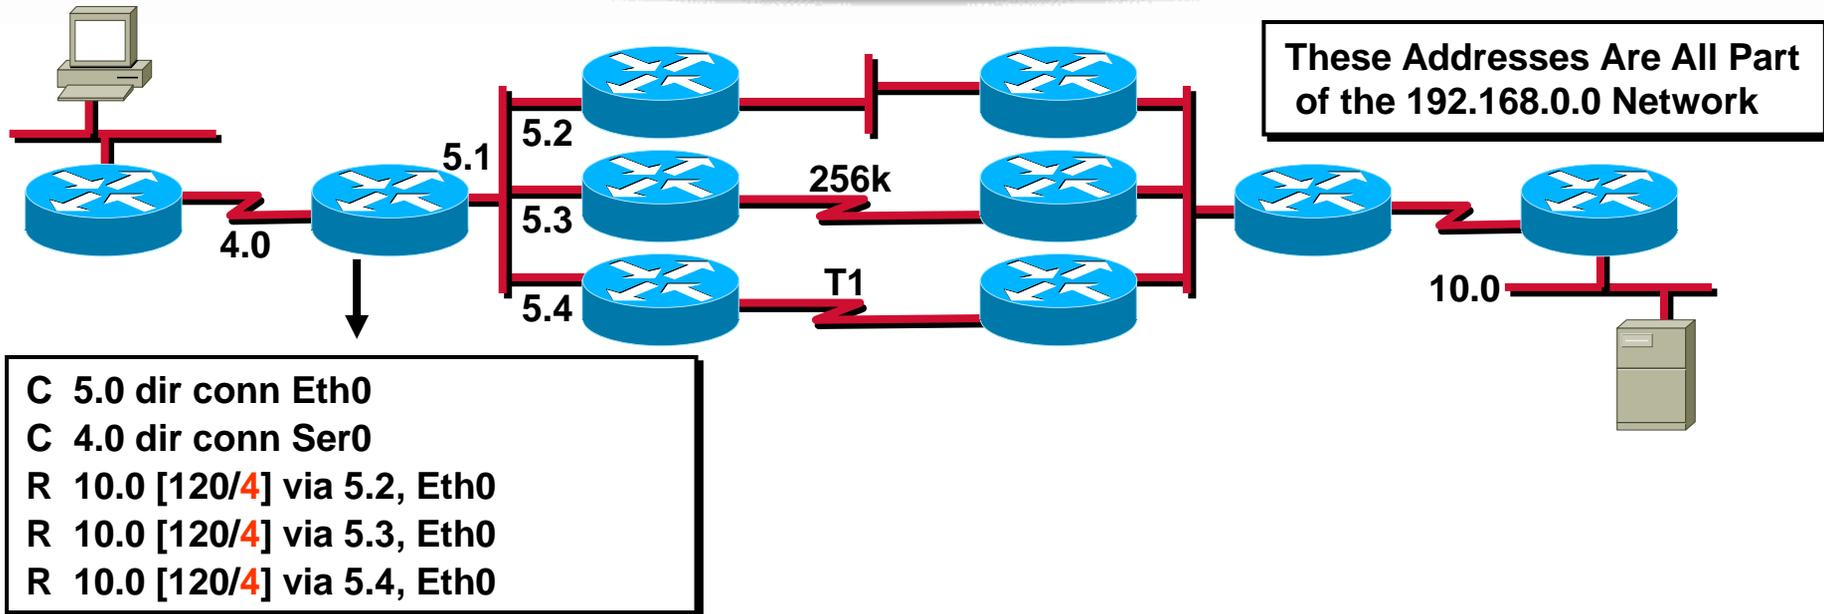 These Addresses Are All Part
of the 192.168.0.0 Network
5.1
5.2
256k
5.3
4.0
T1
5.4
10.0
C 5.0 dir conn Eth0
C 4.0 dir conn Ser0
R 10.0 [120/4] via 5.2, Eth0
R 10.0 [120/4] via 5.3, Eth0
R 10.0 [120/4] via 5.4, Eth0